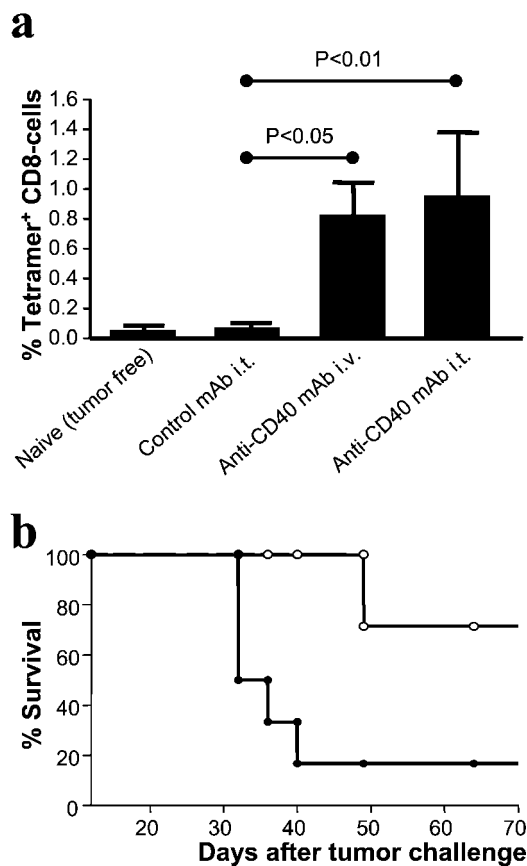 a
P<0.01
P<0.05
% Tetramer⁺ CD8-cells
1.6
1.4
1.2
1.0
0.8
0.6
0.4
0.2
0.0
Naive (tumor free)
Control mAb i.t.
Anti-CD40 mAb i.v.
Anti-CD40 mAb i.t.
b
% Survival
100
80
60
40
20
0
20 30 40 50 60 70
Days after tumor challenge